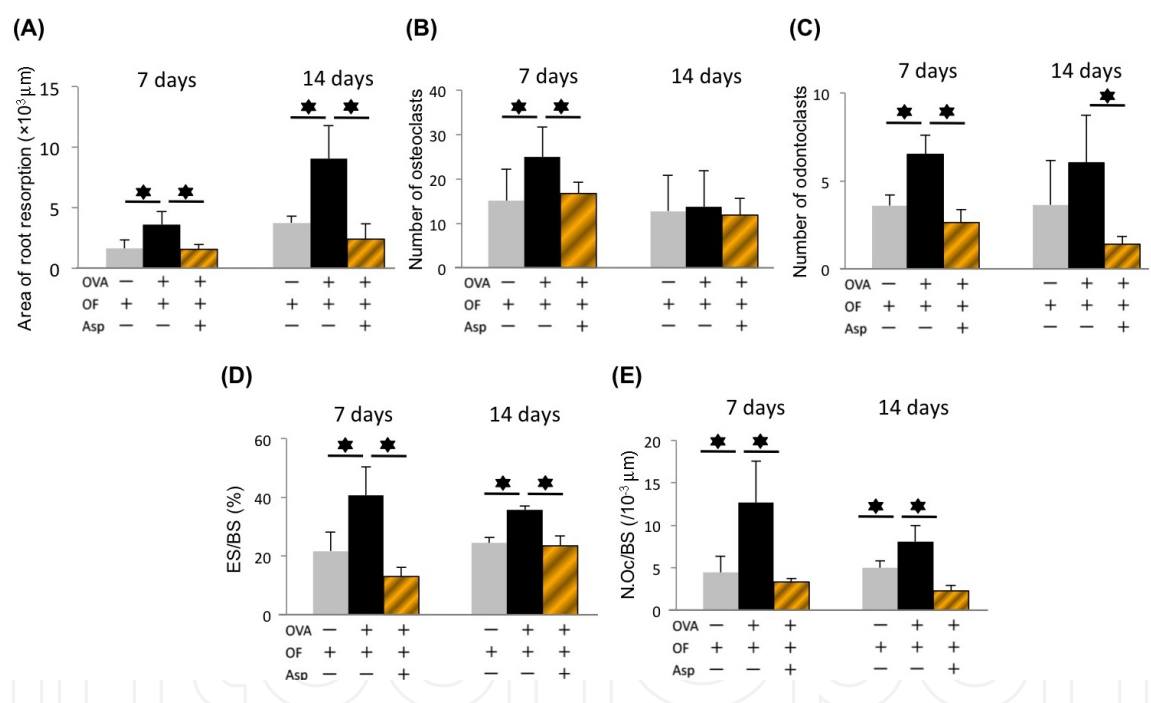 (A)
7 days
14 days
Area of root resorption (×10³ μm)
15
10
5
0
OVA − + + − + +
OF + + + + + +
Asp − − + − − +
(B)
7 days
14 days
Number of osteoclasts
40
30
20
10
0
− + + − + +
+ + + + + +
− − + − − +
(C)
7 days
14 days
Number of odontoclasts
10
5
0
OVA − + + − + +
OF + + + + + +
Asp − − + − − +
(D)
7 days
14 days
ES/BS (%)
60
40
20
0
OVA − + + − + +
OF + + + + + +
Asp − − + − − +
(E)
7 days
14 days
N.Oc/BS (/10⁻³ μm)
20
15
10
5
0
OVA − + + − + +
OF + + + + + +
Asp − − + − − +